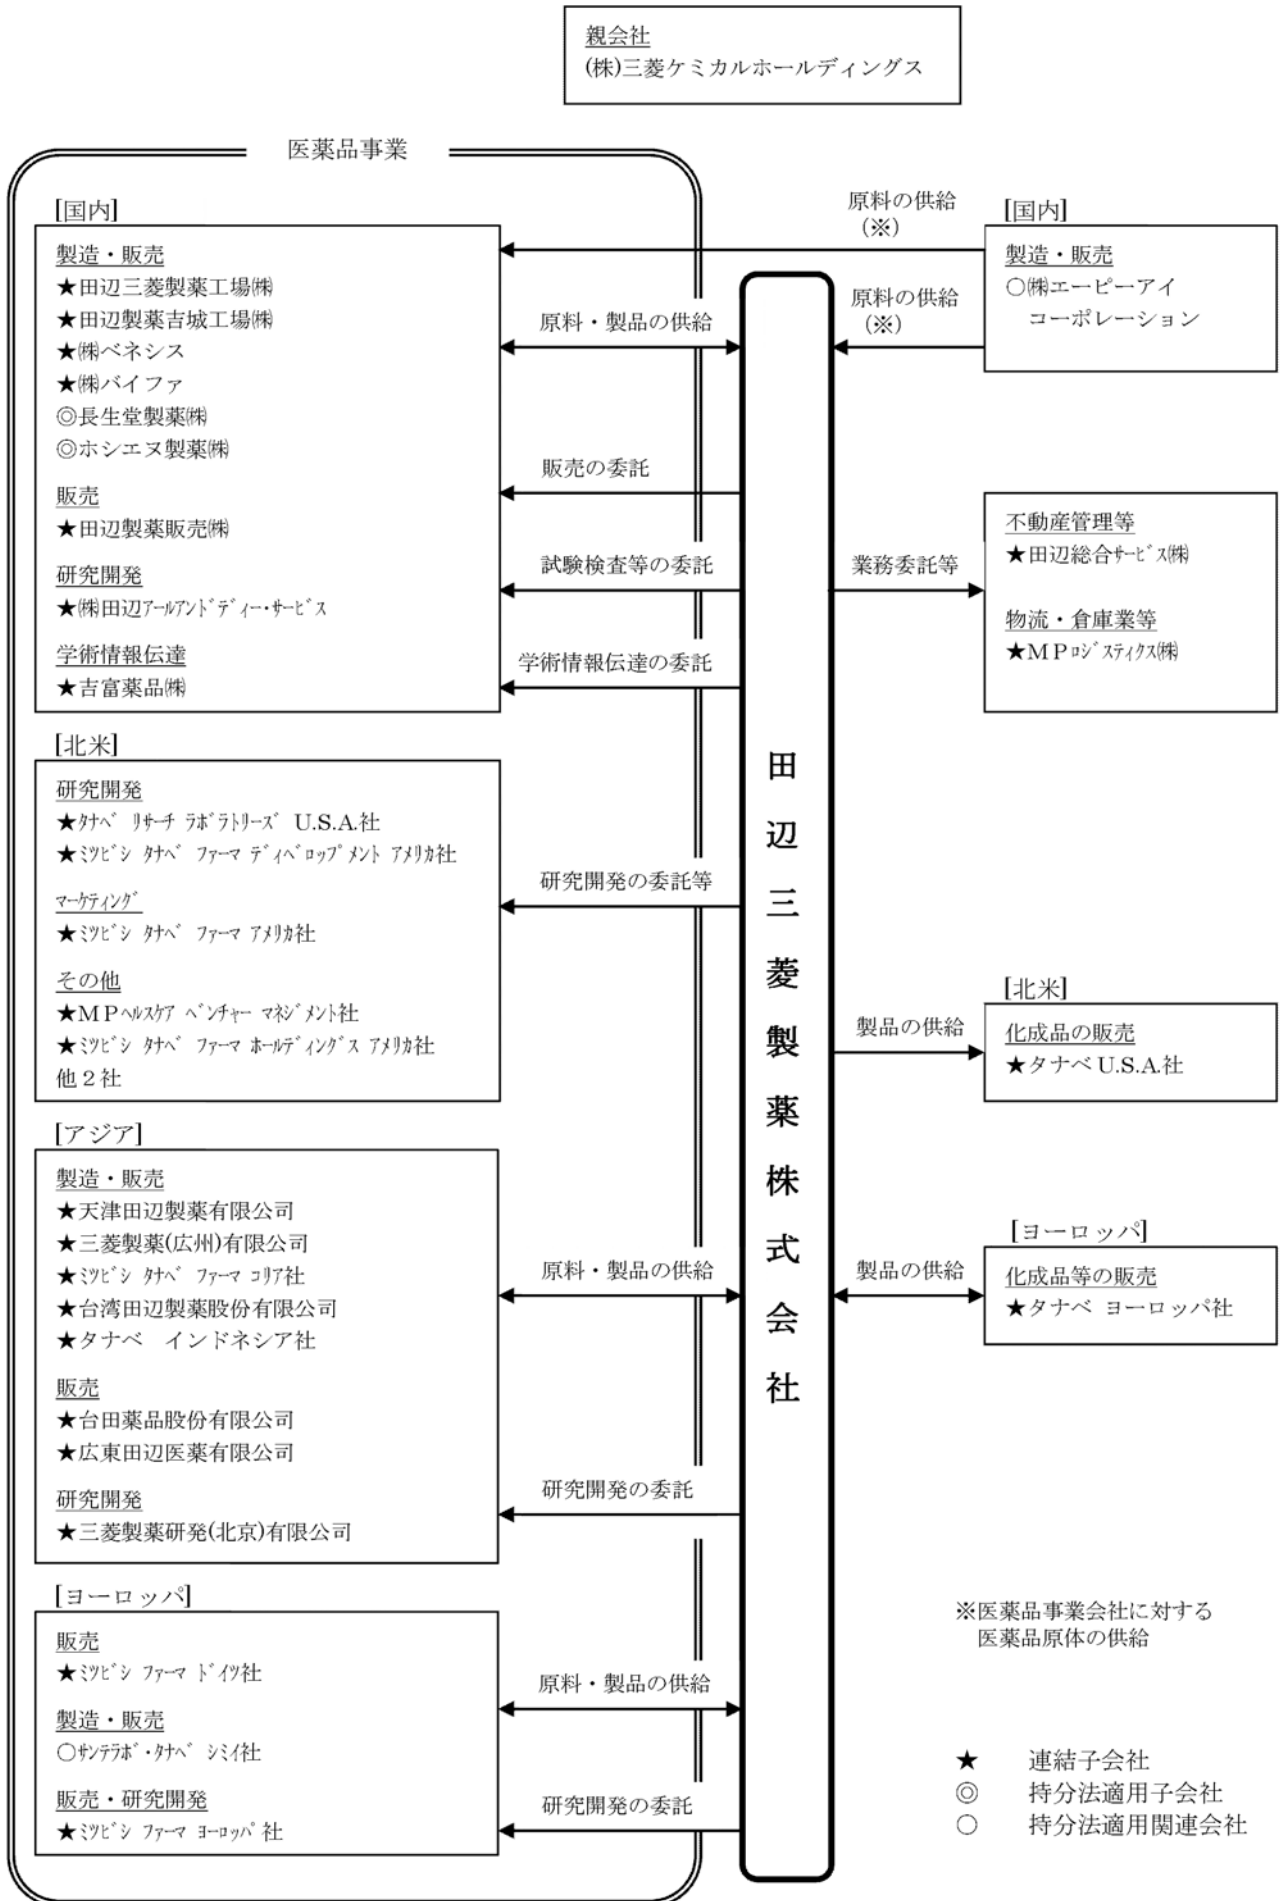 親会社
(株)三菱ケミカルホールディングス
医薬品事業
[国内]
製造・販売
★田辺三菱製薬工場㈱
★田辺製薬吉城工場㈱
★㈱ベネシス
★㈱バイファ
◎長生堂製薬㈱
◎ホシエヌ製薬㈱
販売
★田辺製薬販売㈱
研究開発
★㈱田辺ｱｰﾙｱﾝﾄﾞﾃﾞｨｰ・ｻｰﾋﾞｽ
学術情報伝達
★吉富薬品㈱
[北米]
研究開発
★ﾀﾅﾍﾞ ﾘｻｰﾁ ﾗﾎﾞﾗﾄﾘｰｽﾞ U.S.A.社
★ﾐﾂﾋﾞｼ ﾀﾅﾍﾞ ﾌｧｰﾏ ﾃﾞｨﾍﾞﾛｯﾌﾟﾒﾝﾄ ｱﾒﾘｶ社
ﾏｰｹﾃｨﾝｸﾞ
★ﾐﾂﾋﾞｼ ﾀﾅﾍﾞ ﾌｧｰﾏ ｱﾒﾘｶ社
その他
★ＭＰﾍﾙｽｹｱ ﾍﾞﾝﾁｬｰ ﾏﾈｼﾞﾒﾝﾄ社
★ﾐﾂﾋﾞｼ ﾀﾅﾍﾞ ﾌｧｰﾏ ﾎｰﾙﾃﾞｨﾝｸﾞｽ ｱﾒﾘｶ社
他２社
[アジア]
製造・販売
★天津田辺製薬有限公司
★三菱製薬(広州)有限公司
★ﾐﾂﾋﾞｼ ﾀﾅﾍﾞ ﾌｧｰﾏ ｺﾘｱ社
★台湾田辺製薬股份有限公司
★タナベ　インドネシア社
販売
★台田薬品股份有限公司
★広東田辺医薬有限公司
研究開発
★三菱製薬研発(北京)有限公司
[ヨーロッパ]
販売
★ﾐﾂﾋﾞｼ ﾌｧｰﾏ ﾄﾞｲﾂ社
製造・販売
○ｻﾝﾃﾗﾎﾞ・ﾀﾅﾍﾞ ｼﾐｲ社
販売・研究開発
★ﾐﾂﾋﾞｼ ﾌｧｰﾏ ﾖｰﾛｯﾊﾟ社
原料・製品の供給
販売の委託
試験検査等の委託
学術情報伝達の委託
研究開発の委託等
原料・製品の供給
研究開発の委託
原料・製品の供給
研究開発の委託
田辺三菱製薬株式会社
原料の供給
（※）
原料の供給
（※）
業務委託等
製品の供給
製品の供給
[国内]
製造・販売
○㈱エーピーアイ
コーポレーション
不動産管理等
★田辺総合ｻｰﾋﾞｽ㈱
物流・倉庫業等
★ＭＰﾛｼﾞｽﾃｨｸｽ㈱
[北米]
化成品の販売
★タナベ U.S.A.社
[ヨーロッパ]
化成品等の販売
★タナベ ヨーロッパ社
※医薬品事業会社に対する
医薬品原体の供給
★　連結子会社
◎　持分法適用子会社
○　持分法適用関連会社